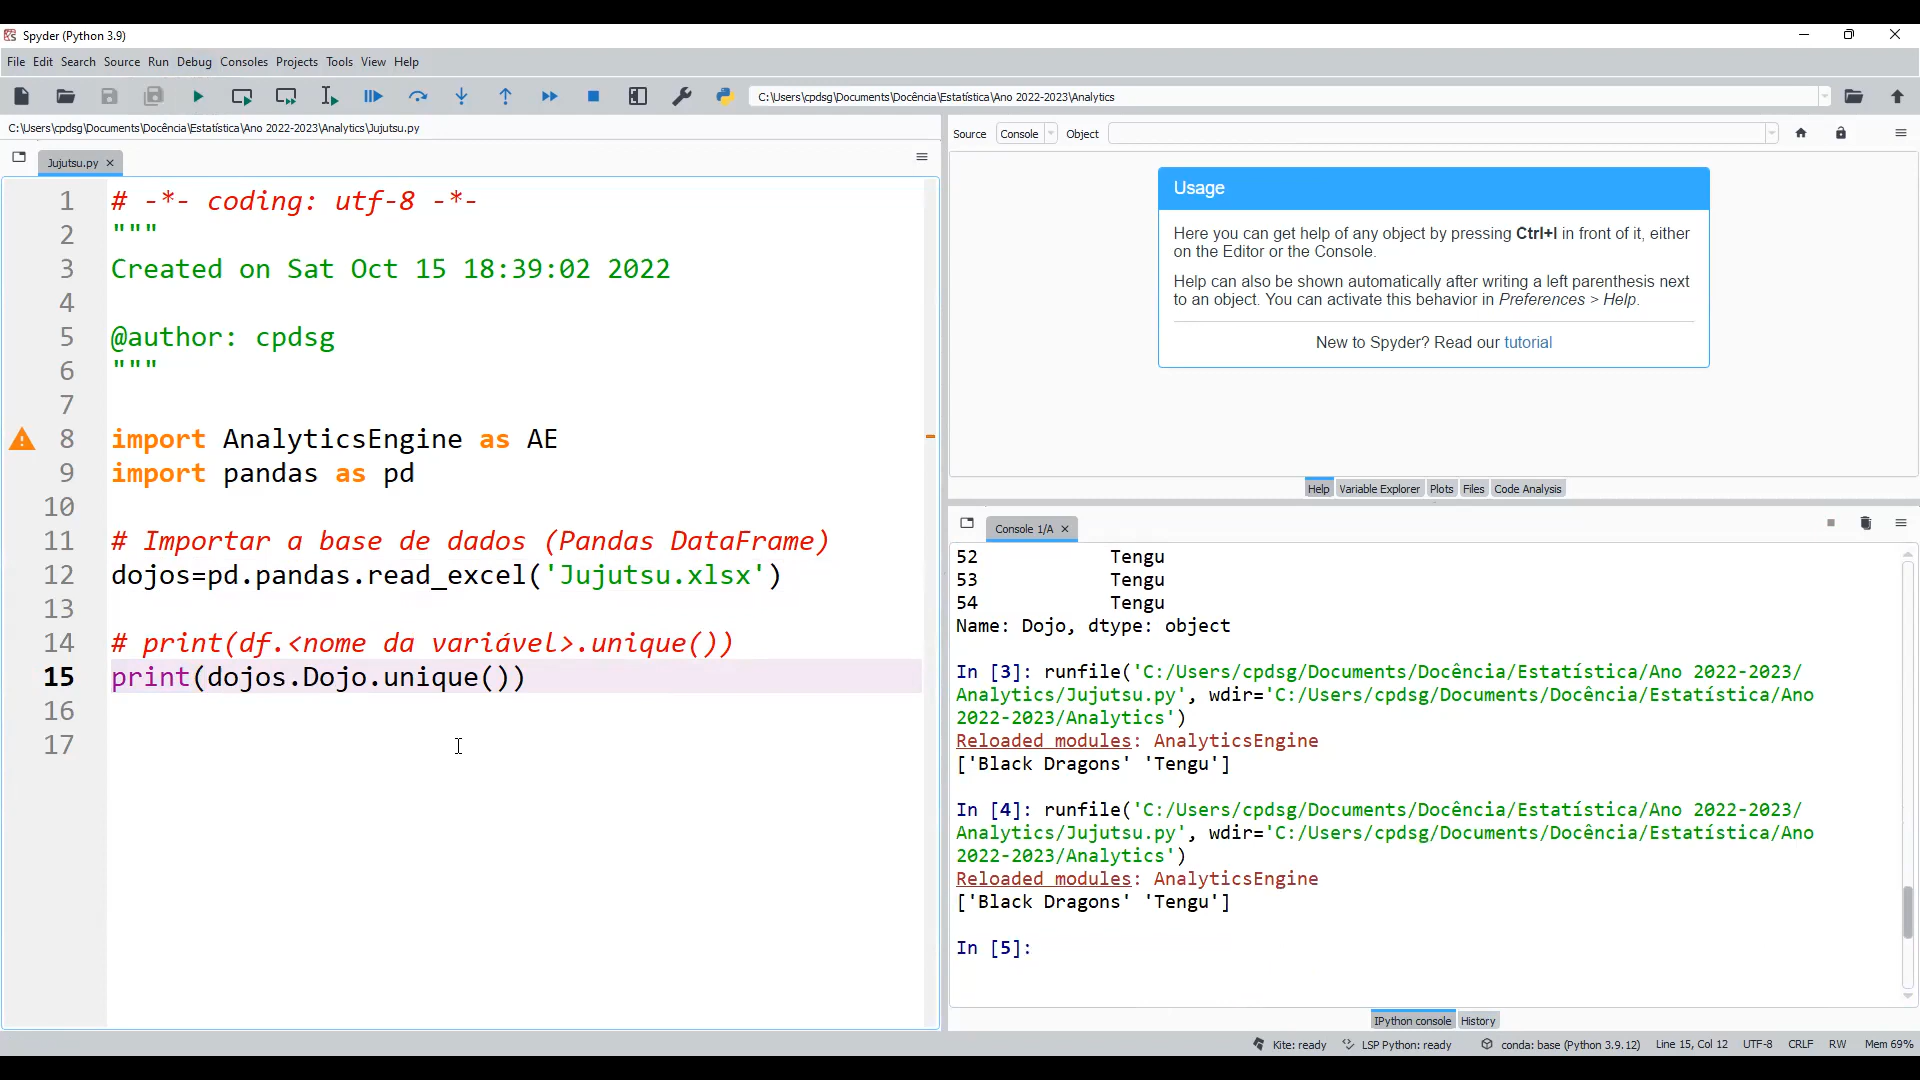 Spyder (Python 3.9)
File Edit Search Source Run Debug Consoles Projects Tools View Help
C:\Users\cpdsg\Documents\Docência\Estatística\Ano 2022-2023\Analytics
C:\Users\cpdsg\Documents\Docência\Estatística\Ano 2022-2023\Analytics\Jujutsu.py
Jujutsu.py
1 # -*- coding: utf-8 -*-
2 """
3 Created on Sat Oct 15 18:39:02 2022
4
5 @author: cpdsg
6 """
7
8 import AnalyticsEngine as AE
9 import pandas as pd
10
11 # Importar a base de dados (Pandas DataFrame)
12 dojos=pd.pandas.read_excel('Jujutsu.xlsx')
13
14 # print(df.<nome da variável>.unique())
15 print(dojos.Dojo.unique())
16
17
Source Console Object
Usage
Here you can get help of any object by pressing Ctrl+I in front of it, either
on the Editor or the Console.
Help can also be shown automatically after writing a left parenthesis next
to an object. You can activate this behavior in Preferences > Help.
New to Spyder? Read our tutorial
Help Variable Explorer Plots Files Code Analysis
Console 1/A
52 Tengu
53 Tengu
54 Tengu
Name: Dojo, dtype: object
In [3]: runfile('C:/Users/cpdsg/Documents/Docência/Estatística/Ano 2022-2023/
Analytics/Jujutsu.py', wdir='C:/Users/cpdsg/Documents/Docência/Estatística/Ano
2022-2023/Analytics')
Reloaded modules: AnalyticsEngine
['Black Dragons' 'Tengu']
In [4]: runfile('C:/Users/cpdsg/Documents/Docência/Estatística/Ano 2022-2023/
Analytics/Jujutsu.py', wdir='C:/Users/cpdsg/Documents/Docência/Estatística/Ano
2022-2023/Analytics')
Reloaded modules: AnalyticsEngine
['Black Dragons' 'Tengu']
In [5]:
IPython console History
Kite: ready LSP Python: ready conda: base (Python 3.9.12) Line 15, Col 12 UTF-8 CRLF RW Mem 69%